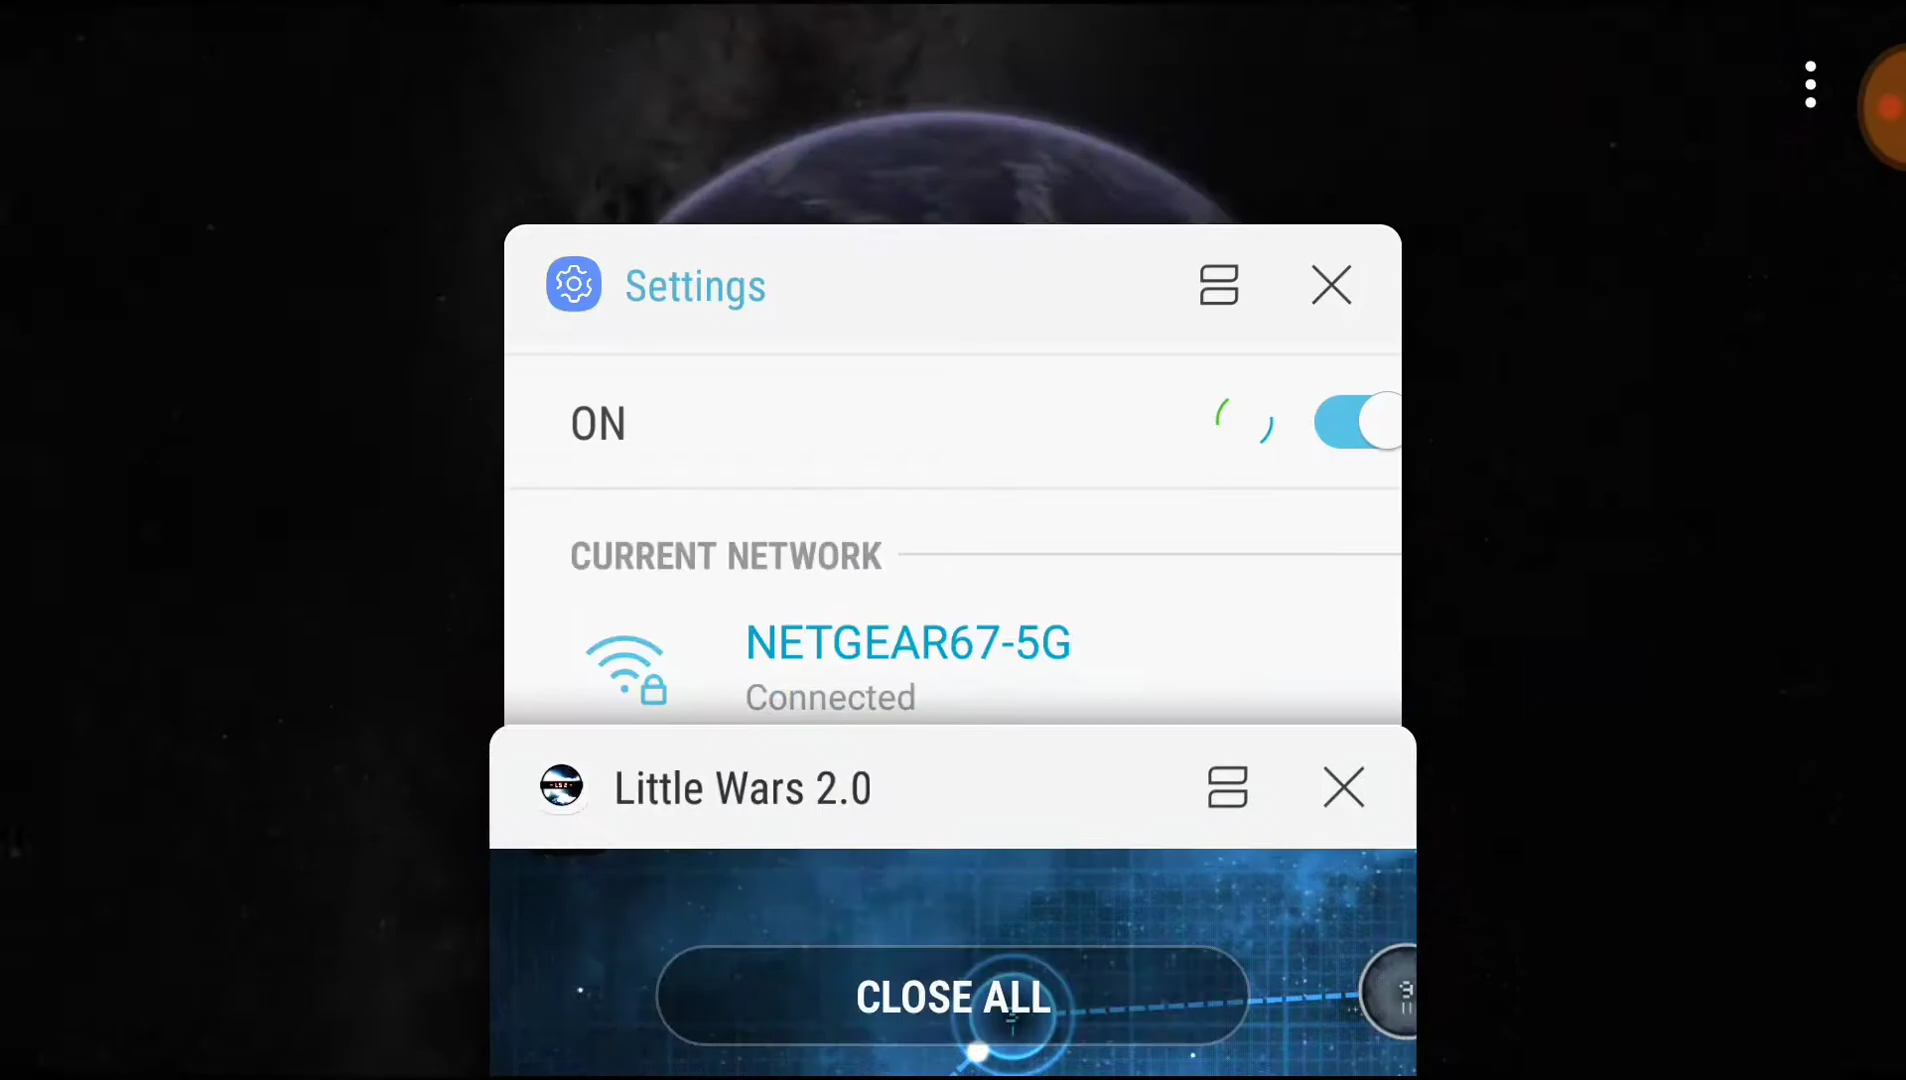 Settings
ON
CURRENT NETWORK
NETGEAR67-5G
Connected
Little Wars 2.0
CLOSE ALL